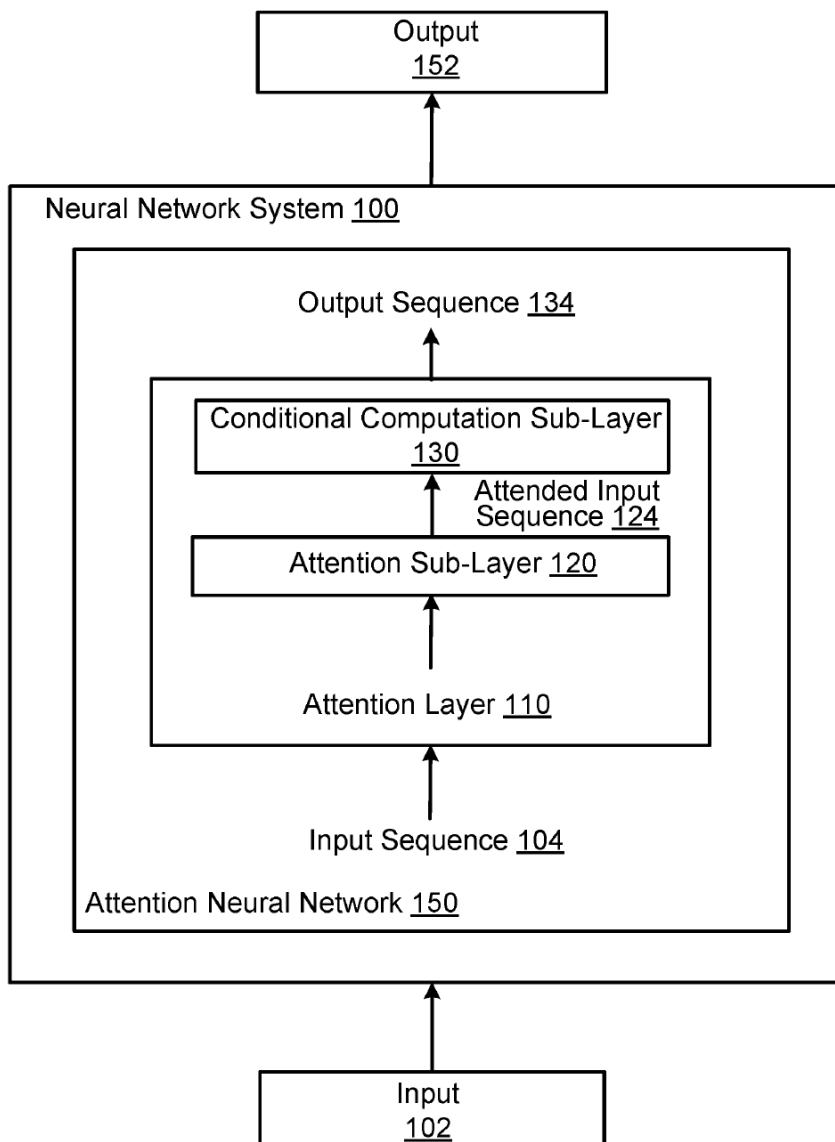 Output
152
Neural Network System 100
Output Sequence 134
Conditional Computation Sub-Layer
130
Attended Input
Sequence 124
Attention Sub-Layer 120
Attention Layer 110
Input Sequence 104
Attention Neural Network 150
Input
102